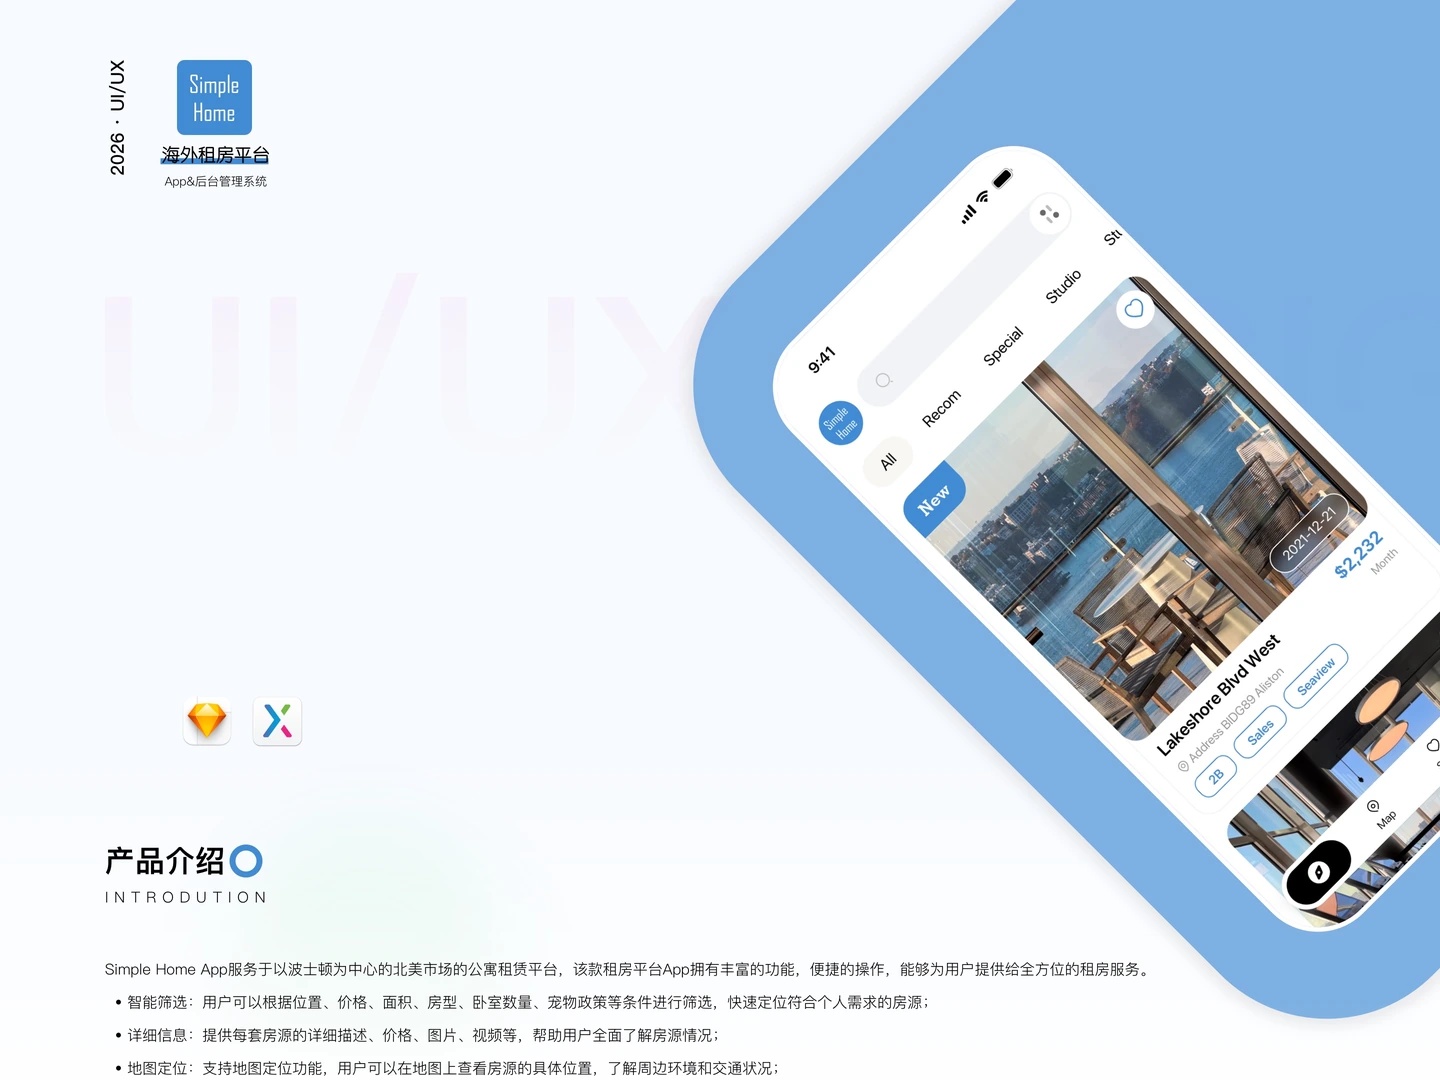 2026 · UI/UX
Simple
Home
海外租房平台
App&后台管理系统
UI/UX
9:41
Simple
Home
All
Recom
Special
Studio
Stu
New
2021-12-21
$2,232
Month
Lakeshore Blvd West
Address BIDG89 Aliston
2B
Sales
Seaview
Map
产品介绍
INTRODUTION
Simple Home App服务于以波士顿为中心的北美市场的公寓租赁平台，该款租房平台App拥有丰富的功能，便捷的操作，能够为用户提供给全方位的租房服务。
• 智能筛选：用户可以根据位置、价格、面积、房型、卧室数量、宠物政策等条件进行筛选，快速定位符合个人需求的房源；
• 详细信息：提供每套房源的详细描述、价格、图片、视频等，帮助用户全面了解房源情况；
• 地图定位：支持地图定位功能，用户可以在地图上查看房源的具体位置，了解周边环境和交通状况；